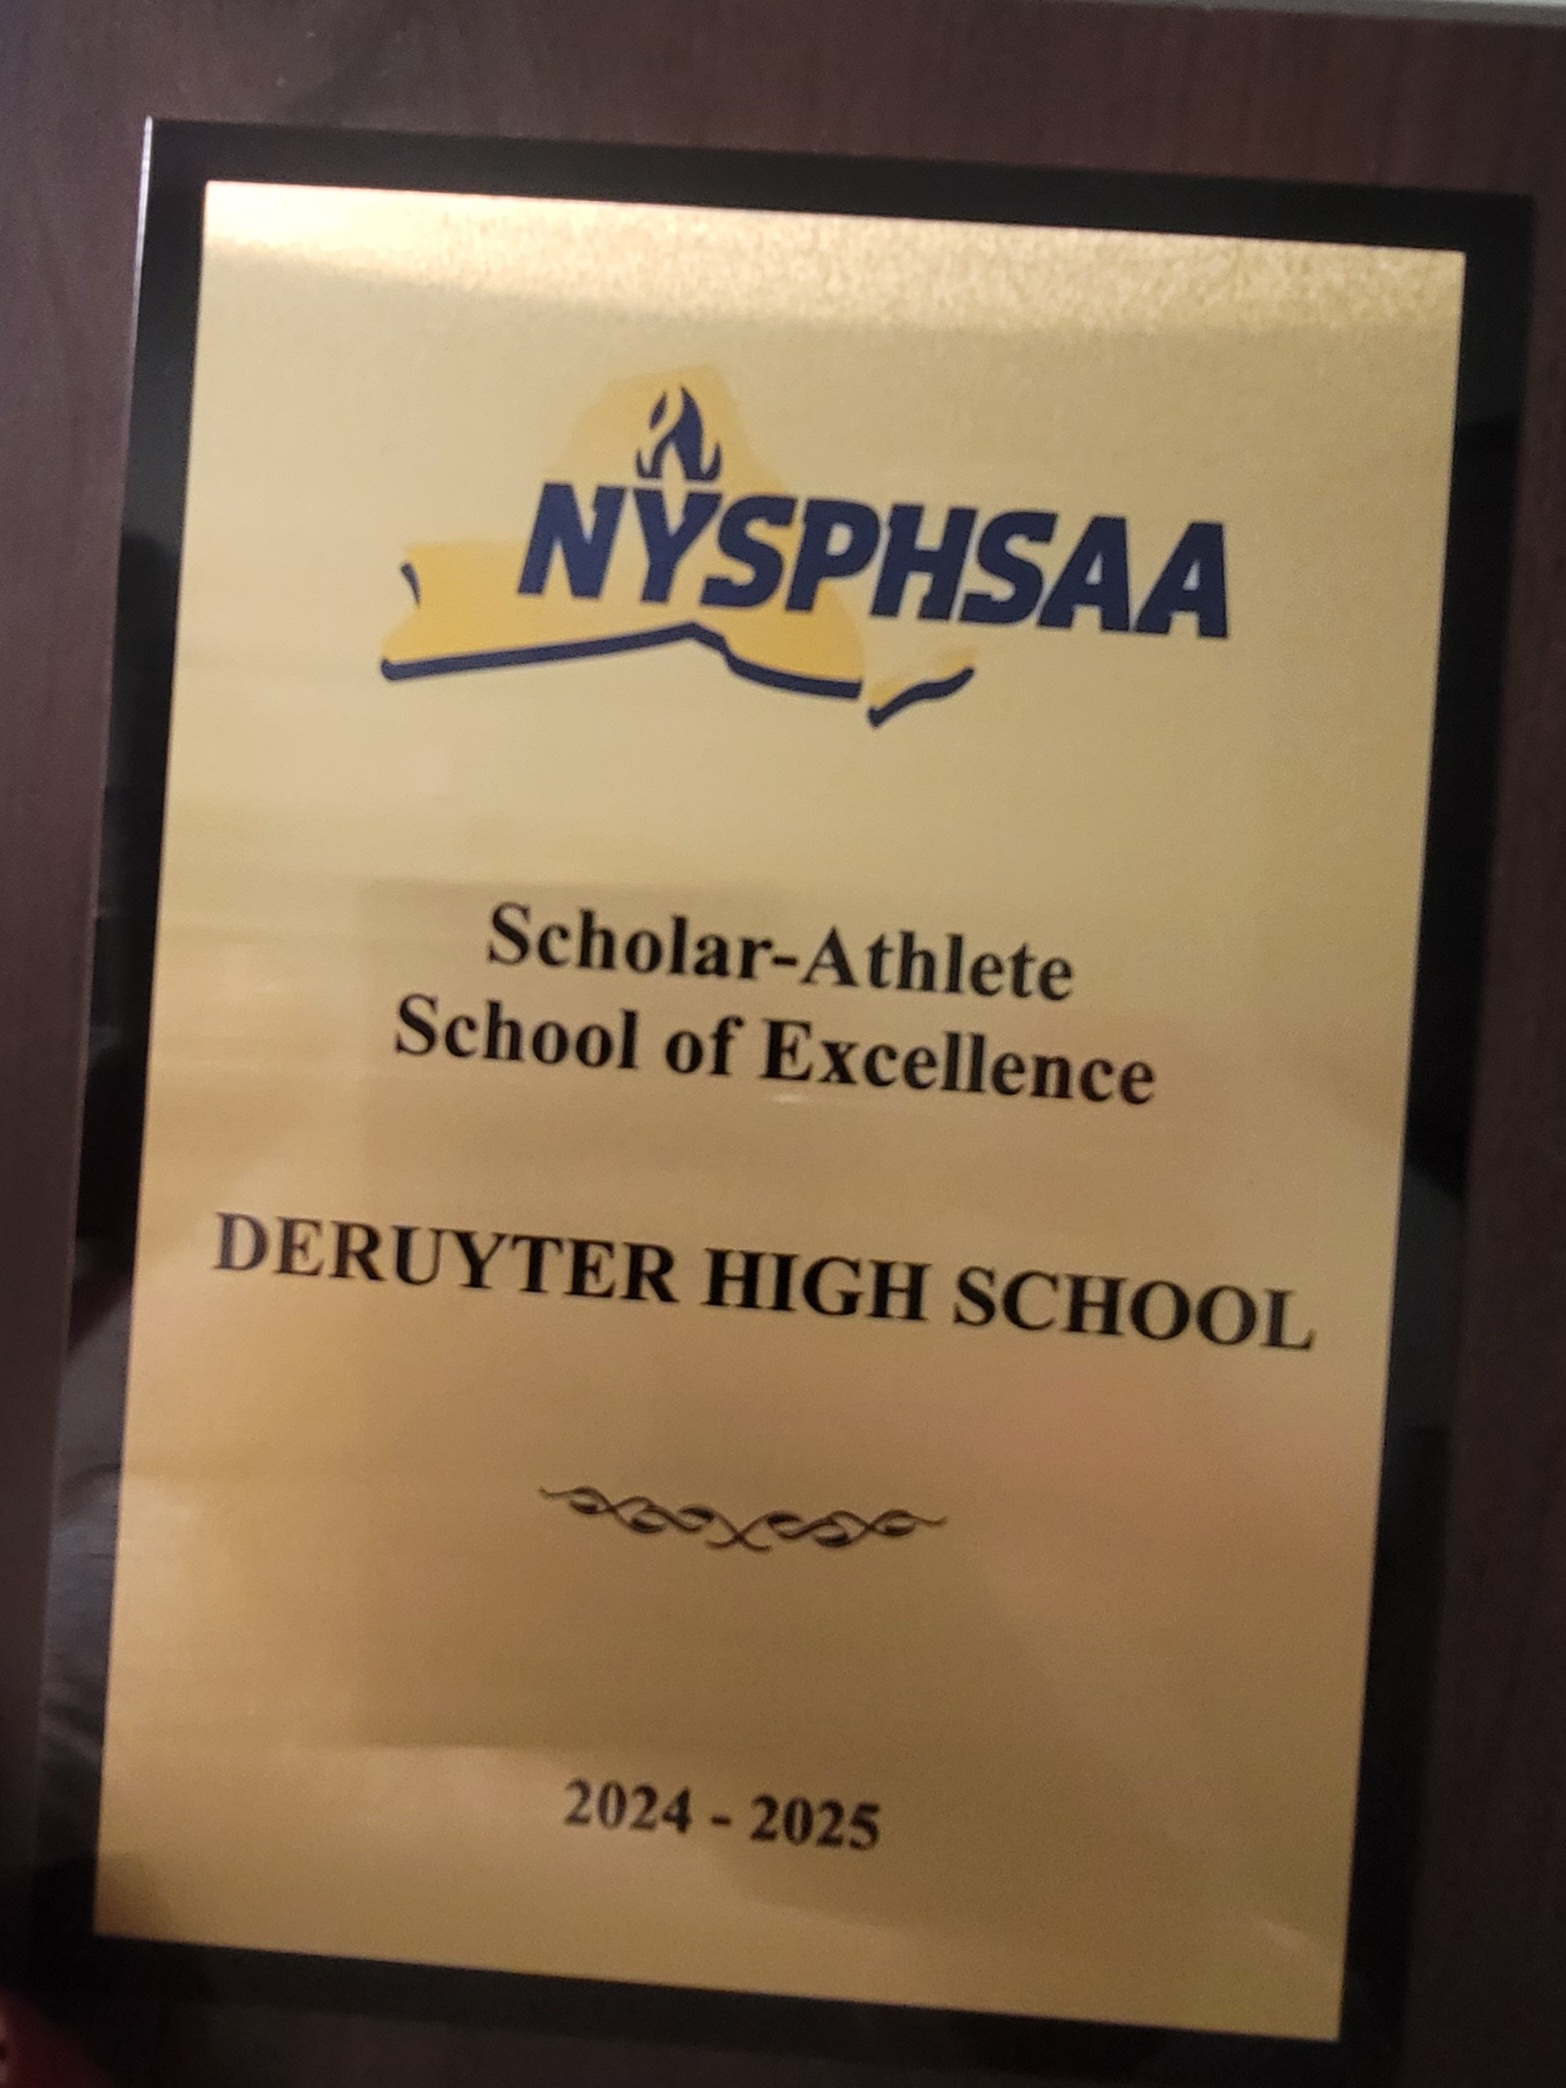 NYSPHSAA
Scholar-Athlete
School of Excellence
DERUYTER HIGH SCHOOL
2024 - 2025